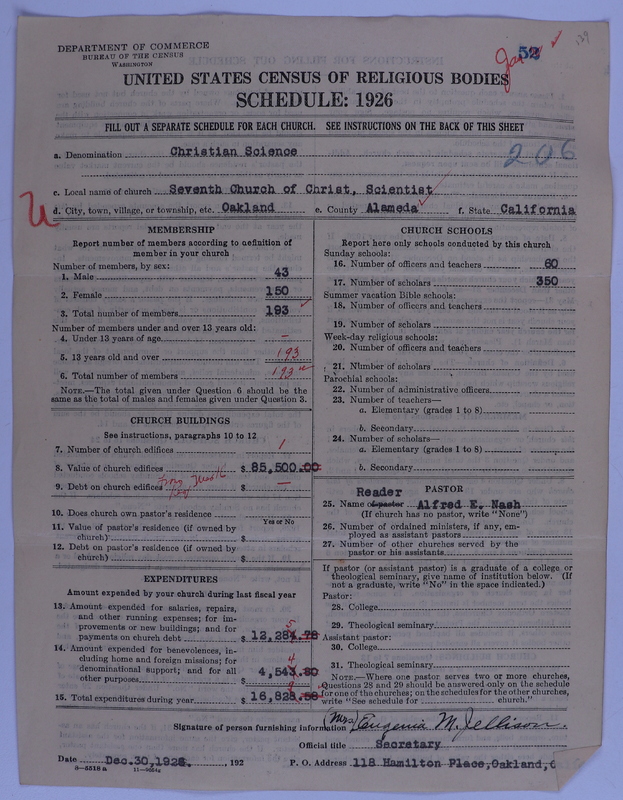 DEPARTMENT OF COMMERCE
BUREAU OF THE CENSUS
WASHINGTON
52
139
UNITED STATES CENSUS OF RELIGIOUS BODIES
SCHEDULE: 1926
FILL OUT A SEPARATE SCHEDULE FOR EACH CHURCH. SEE INSTRUCTIONS ON THE BACK OF THIS SHEET
a. Denomination Christian Science
206
c. Local name of church Seventh Church of Christ, Scientist
U
d. City, town, village, or township, etc. Oakland e. County Alameda f. State California
MEMBERSHIP
Report number of members according to definition of
member in your church
Number of members, by sex:
1. Male 43
2. Female 150
3. Total number of members 193
Number of members under and over 13 years old:
4. Under 13 years of age —
5. 13 years old and over 193
6. Total number of members 193
NOTE.—The total given under Question 6 should be the
same as the total of males and females given under Question 3.
CHURCH BUILDINGS
See instructions, paragraphs 10 to 12
7. Number of church edifices 1
8. Value of church edifices $ 85,500.00
9. Debt on church edifices $ —
10. Does church own pastor's residence
Yes or No
11. Value of pastor's residence (if owned by
church) $
12. Debt on pastor's residence (if owned by
church) $
EXPENDITURES
Amount expended by church during last fiscal year
13. Amount expended for salaries, repairs,
and other running expenses; for im-
provements or new buildings; and for
payments on church debt $ 12,284.78
5
14. Amount expended for benevolences, in-
cluding home and foreign missions; for
denominational support; and for all
other purposes 4,543.80
4
15. Total expenditures during year $ 16,828.58
9
CHURCH SCHOOLS
Report here only schools conducted by this church
Sunday schools:
16. Number of officers and teachers 60
17. Number of scholars 350
Summer vacation Bible schools:
18. Number of officers and teachers
19. Number of scholars
Week-day religious schools:
20. Number of officers and teachers
21. Number of scholars
Parochial schools:
22. Number of administrative officers
23. Number of teachers—
a. Elementary (grades 1 to 8)
b. Secondary
24. Number of scholars—
a. Elementary (grades 1 to 8)
b. Secondary
Reader PASTOR
25. Name of pastor Alfred E. Nash
(If church has no pastor, write "None")
26. Number of ordained ministers, if any, em-
ployed as assistant pastors
27. Number of other churches served by the
pastor or his assistants
If pastor (or assistant pastor) is a graduate of a college or
theological seminary, give name of institution below. (If
not a graduate, write "No" in the space indicated.)
Pastor:
28. College
29. Theological seminary
Assistant pastor:
30. College
31. Theological seminary
NOTE.—Where one pastor serves two or more churches,
Questions 28 and 29 should be answered only on the schedule
for one of the churches; on the schedules for the other churches,
write "See schedule for church."
Signature of person furnishing information (Mrs) Eugenia M. Jellison.
Official title Secretary
Date Dec.30,1926. , 192 P. O. Address 118 Hamilton Place,Oakland,
8—5518 a